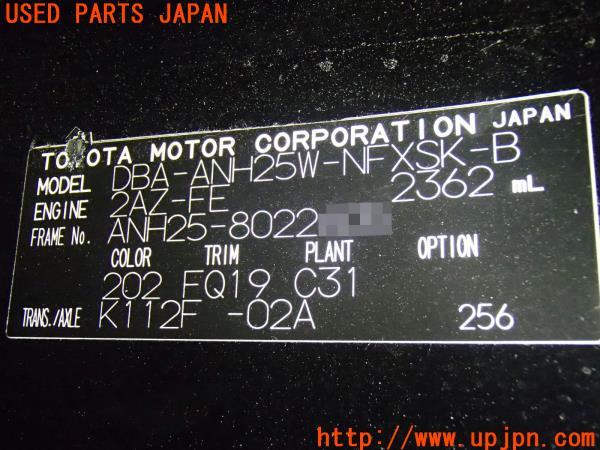 USED PARTS JAPAN
TOYOTA MOTOR CORPORATION JAPAN
MODEL DBA-ANH25W-NFXSK-B
ENGINE 2AZ-FE 2362 mL
FRAME No. ANH25-8022
COLOR TRIM PLANT OPTION
202 FQ19 C31
TRANS./AXLE K112F -02A 256
http://www.upjpn.com